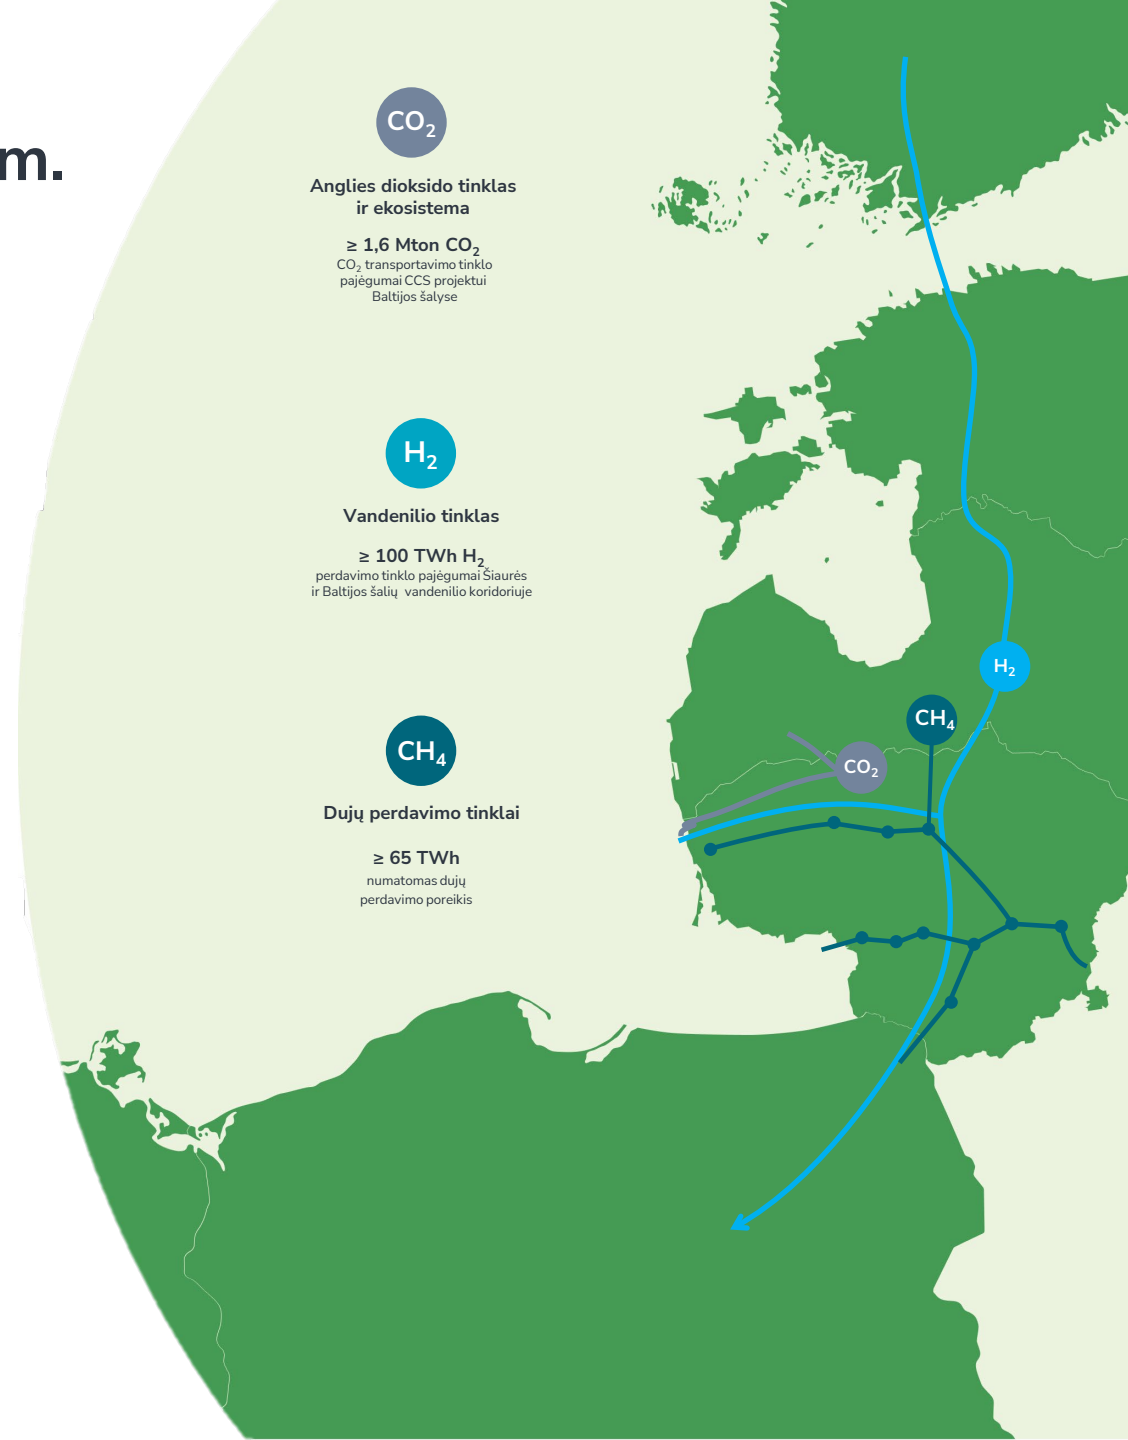 m.
CO₂
Anglies dioksido tinklas
ir ekosistema
≥ 1,6 Mton CO₂
CO₂ transportavimo tinklo
pajėgumai CCS projektui
Baltijos šalyse
H₂
Vandenilio tinklas
≥ 100 TWh H₂
perdavimo tinklo pajėgumai Šiaurės
ir Baltijos šalių vandenilio koridoriuje
H₂
CH₄
CO₂
CH₄
Dujų perdavimo tinklai
≥ 65 TWh
numatomas dujų
perdavimo poreikis